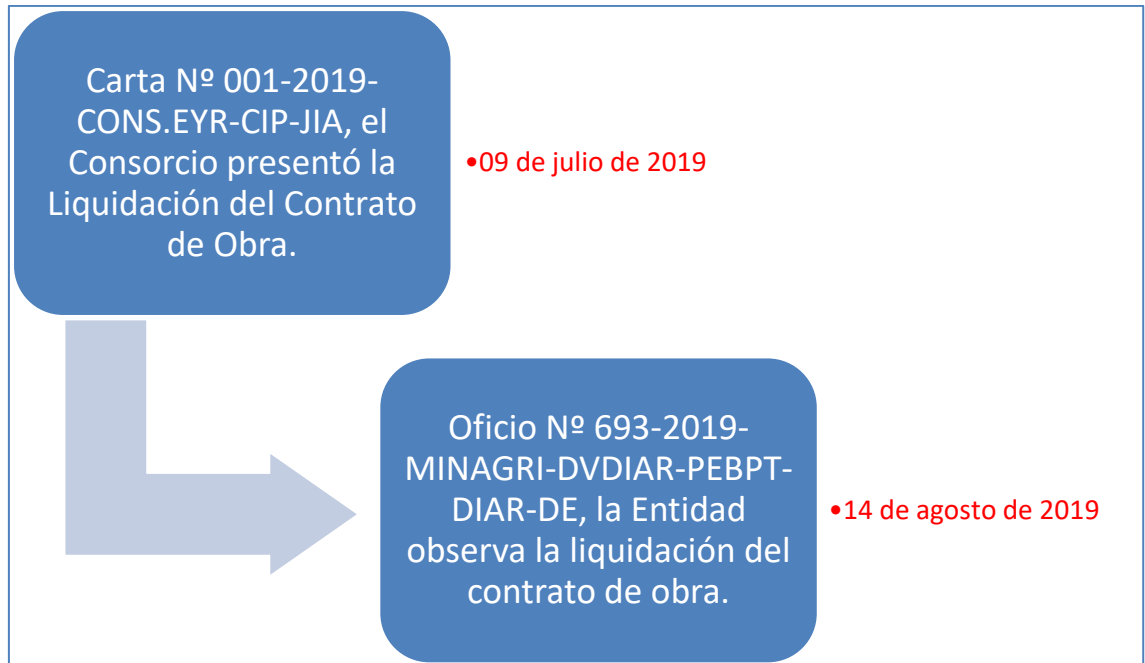 Carta Nº 001-2019-
CONS.EYR-CIP-JIA, el
Consorcio presentó la
Liquidación del Contrato
de Obra.
•09 de julio de 2019
Oficio Nº 693-2019-
MINAGRI-DVDIAR-PEBPT-
DIAR-DE, la Entidad
observa la liquidación del
contrato de obra.
•14 de agosto de 2019